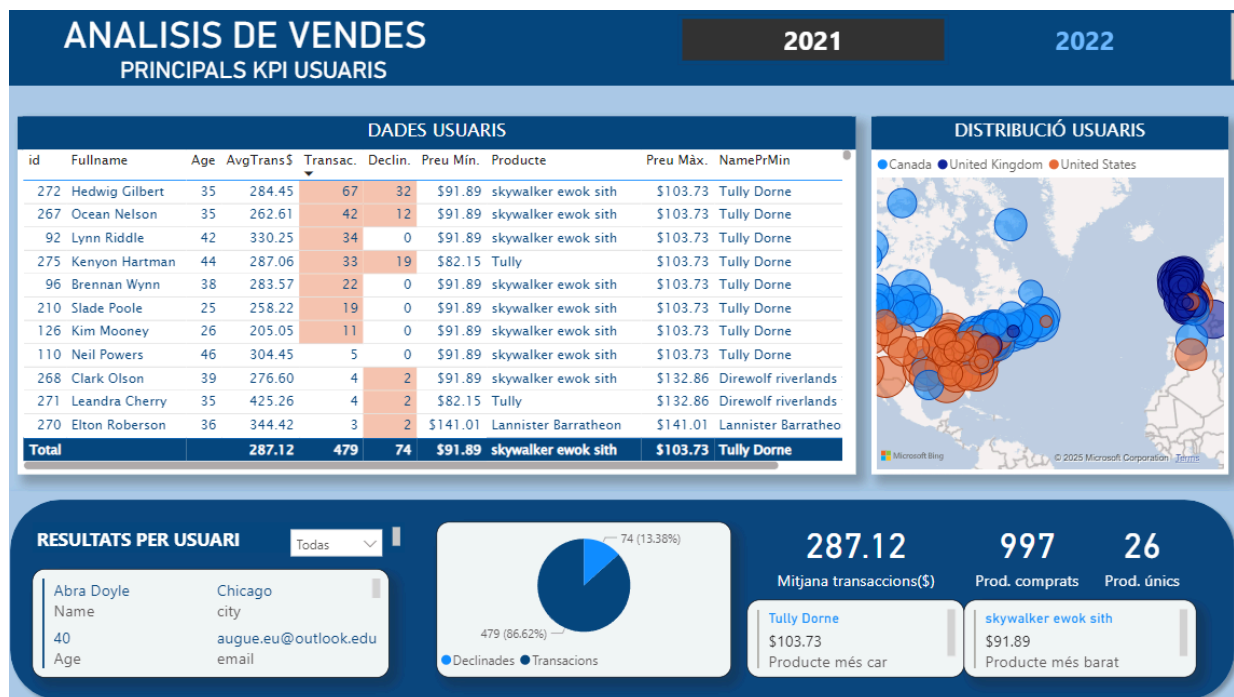 ANALISIS DE VENDES
PRINCIPALS KPI USUARIS
2021
2022
DADES USUARIS
id Fullname Age AvgTrans$ Transac. Declin. Preu Mín. Producte Preu Màx. NamePrMin
272 Hedwig Gilbert 35 284.45 67 32 $91.89 skywalker ewok sith $103.73 Tully Dorne
267 Ocean Nelson 35 262.61 42 12 $91.89 skywalker ewok sith $103.73 Tully Dorne
92 Lynn Riddle 42 330.25 34 0 $91.89 skywalker ewok sith $103.73 Tully Dorne
275 Kenyon Hartman 44 287.06 33 19 $82.15 Tully $103.73 Tully Dorne
96 Brennan Wynn 38 283.57 22 0 $91.89 skywalker ewok sith $103.73 Tully Dorne
210 Slade Poole 25 258.22 19 0 $91.89 skywalker ewok sith $103.73 Tully Dorne
126 Kim Mooney 26 205.05 11 0 $91.89 skywalker ewok sith $103.73 Tully Dorne
110 Neil Powers 46 304.45 5 0 $91.89 skywalker ewok sith $103.73 Tully Dorne
268 Clark Olson 39 276.60 4 2 $91.89 skywalker ewok sith $132.86 Direwolf riverlands
271 Leandra Cherry 35 425.26 4 2 $82.15 Tully $132.86 Direwolf riverlands
270 Elton Roberson 36 344.42 3 2 $141.01 Lannister Barratheon $141.01 Lannister Barratheo
Total 287.12 479 74 $91.89 skywalker ewok sith $103.73 Tully Dorne
DISTRIBUCIÓ USUARIS
Canada United Kingdom United States
Microsoft Bing
© 2025 Microsoft Corporation Terms
RESULTATS PER USUARI
Todas
Abra Doyle Chicago
Name city
40 augue.eu@outlook.edu
Age email
74 (13.38%)
479 (86.62%)
Declinades Transacions
287.12 997 26
Mitjana transaccions($) Prod. comprats Prod. únics
Tully Dorne
$103.73
Producte més car
skywalker ewok sith
$91.89
Producte més barat